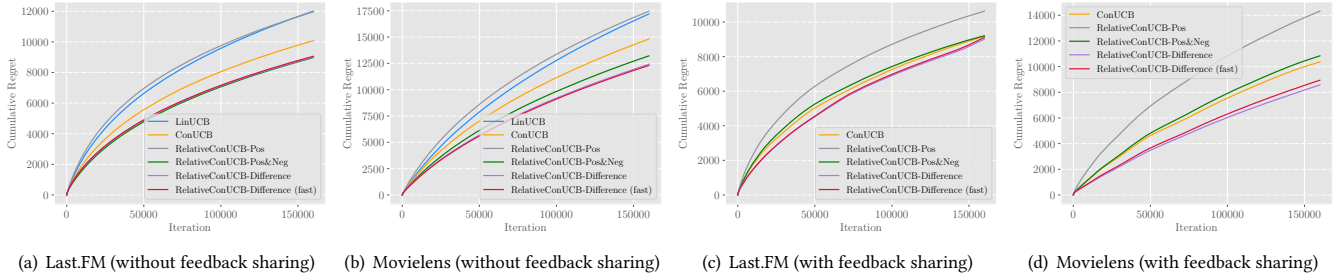 12000
10000
8000
6000
4000
2000
0
Cumulative Regret
LinUCB
ConUCB
RelativeConUCB-Pos
RelativeConUCB-Pos&Neg
RelativeConUCB-Difference
RelativeConUCB-Difference (fast)
0 50000 100000 150000
Iteration
(a) Last.FM (without feedback sharing)
17500
15000
12500
10000
7500
5000
2500
0
Cumulative Regret
LinUCB
ConUCB
RelativeConUCB-Pos
RelativeConUCB-Pos&Neg
RelativeConUCB-Difference
RelativeConUCB-Difference (fast)
0 50000 100000 150000
Iteration
(b) Movielens (without feedback sharing)
10000
8000
6000
4000
2000
0
Cumulative Regret
ConUCB
RelativeConUCB-Pos
RelativeConUCB-Pos&Neg
RelativeConUCB-Difference
RelativeConUCB-Difference (fast)
0 50000 100000 150000
Iteration
(c) Last.FM (with feedback sharing)
14000
12000
10000
8000
6000
4000
2000
0
Cumulative Regret
ConUCB
RelativeConUCB-Pos
RelativeConUCB-Pos&Neg
RelativeConUCB-Difference
RelativeConUCB-Difference (fast)
0 50000 100000 150000
Iteration
(d) Movielens (with feedback sharing)